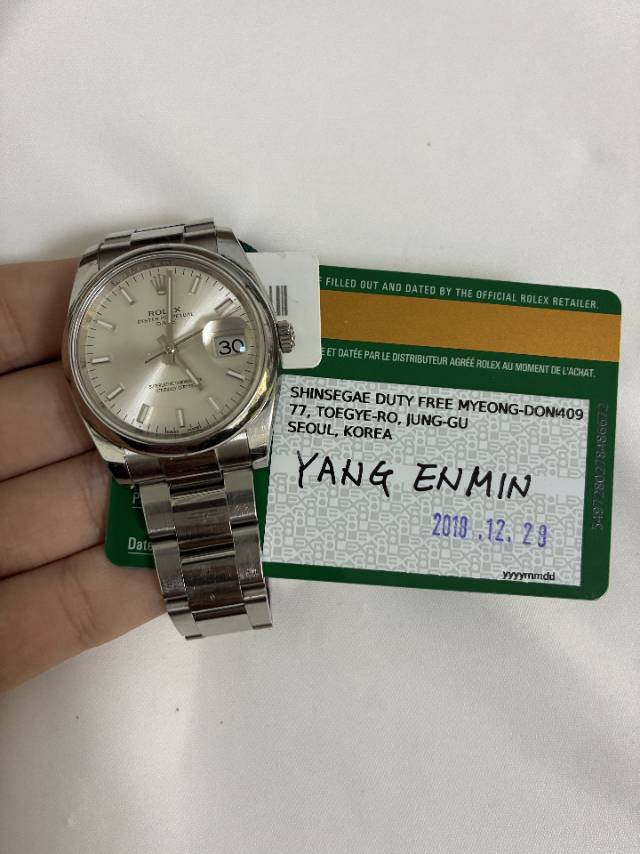 ROLEX
OYSTER PERPETUAL
DATE
30
SUPERLATIVE CHRONOMETER
OFFICIALLY CERTIFIED
FILLED OUT AND DATED BY THE OFFICIAL ROLEX RETAILER.
ET DATÉE PAR LE DISTRIBUTEUR AGRÉÉ ROLEX AU MOMENT DE L'ACHAT.
SHINSEGAE DUTY FREE MYEONG-DON409
77, TOEGYE-RO, JUNG-GU
SEOUL, KOREA
YANG ENMIN
2018.12.28
Date
yyyymmdd